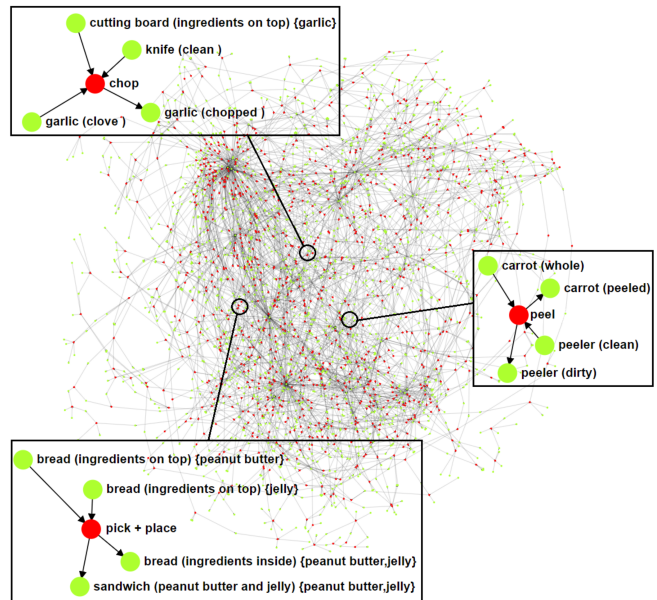 cutting board (ingredients on top) {garlic}
knife (clean )
chop
garlic (chopped )
garlic (clove )
carrot (whole)
carrot (peeled)
peel
peeler (clean)
peeler (dirty)
bread (ingredients on top) {peanut butter}
bread (ingredients on top) {jelly}
pick + place
bread (ingredients inside) {peanut butter,jelly}
sandwich (peanut butter and jelly) {peanut butter,jelly}